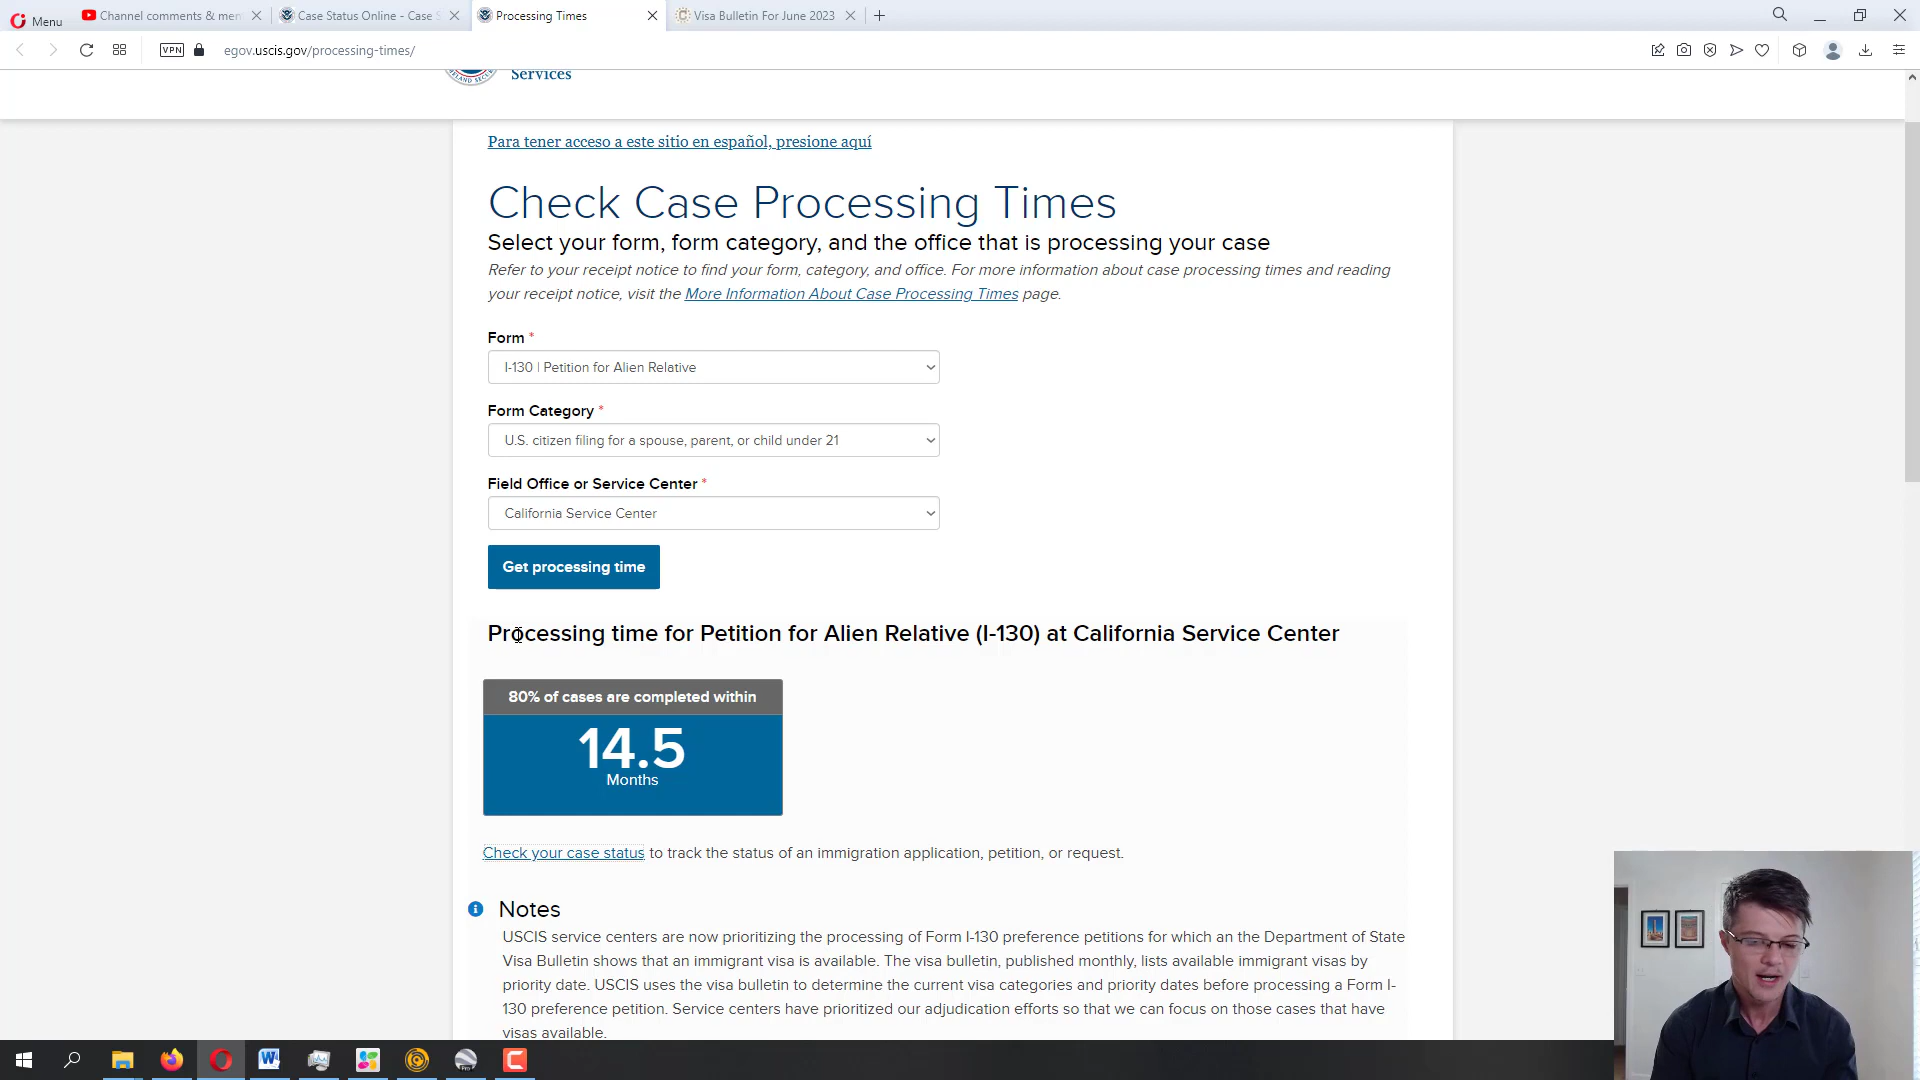 Menu
Channel comments & men
Case Status Online - Case S
Processing Times
Visa Bulletin For June 2023
VPN
egov.uscis.gov/processing-times/
Services
Para tener acceso a este sitio en español, presione aquí
Check Case Processing Times
Select your form, form category, and the office that is processing your case
Refer to your receipt notice to find your form, category, and office. For more information about case processing times and reading
your receipt notice, visit the More Information About Case Processing Times page.
Form *
I-130 | Petition for Alien Relative
Form Category *
U.S. citizen filing for a spouse, parent, or child under 21
Field Office or Service Center *
California Service Center
Get processing time
Processing time for Petition for Alien Relative (I-130) at California Service Center
80% of cases are completed within
14.5
Months
Check your case status to track the status of an immigration application, petition, or request.
Notes
USCIS service centers are now prioritizing the processing of Form I-130 preference petitions for which an the Department of State
Visa Bulletin shows that an immigrant visa is available. The visa bulletin, published monthly, lists available immigrant visas by
priority date. USCIS uses the visa bulletin to determine the current visa categories and priority dates before processing a Form I-
130 preference petition. Service centers have prioritized our adjudication efforts so that we can focus on those cases that have
visas available.